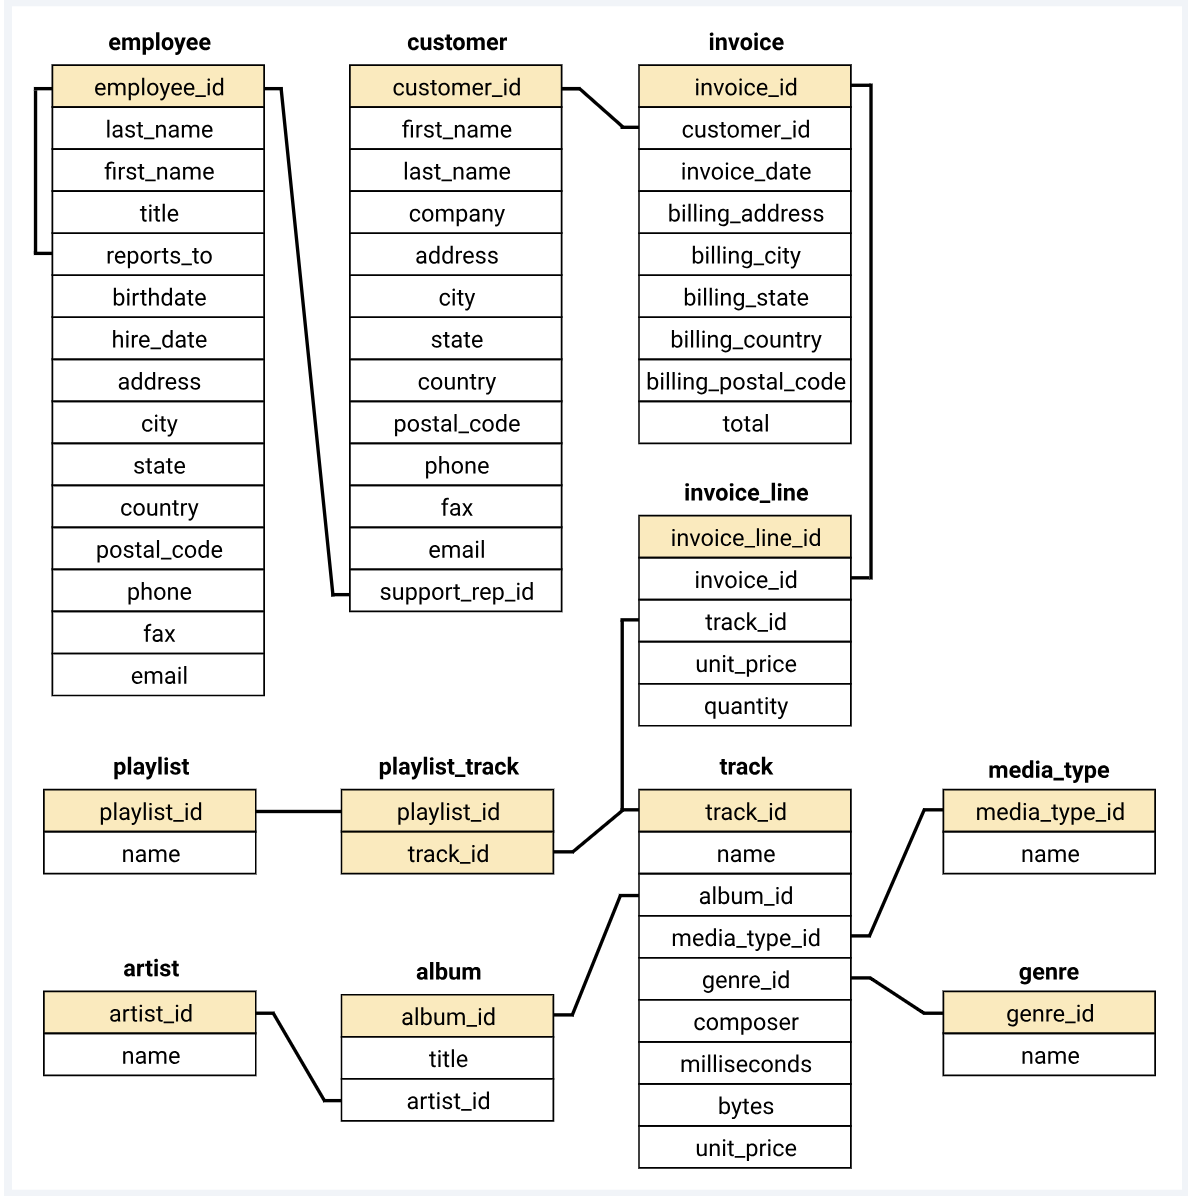 employee
employee_id
last_name
first_name
title
reports_to
birthdate
hire_date
address
city
state
country
postal_code
phone
fax
email
customer
customer_id
first_name
last_name
company
address
city
state
country
postal_code
phone
fax
email
support_rep_id
invoice
invoice_id
customer_id
invoice_date
billing_address
billing_city
billing_state
billing_country
billing_postal_code
total
invoice_line
invoice_line_id
invoice_id
track_id
unit_price
quantity
playlist
playlist_id
name
playlist_track
playlist_id
track_id
track
track_id
name
album_id
media_type_id
genre_id
composer
milliseconds
bytes
unit_price
media_type
media_type_id
name
artist
artist_id
name
album
album_id
title
artist_id
genre
genre_id
name